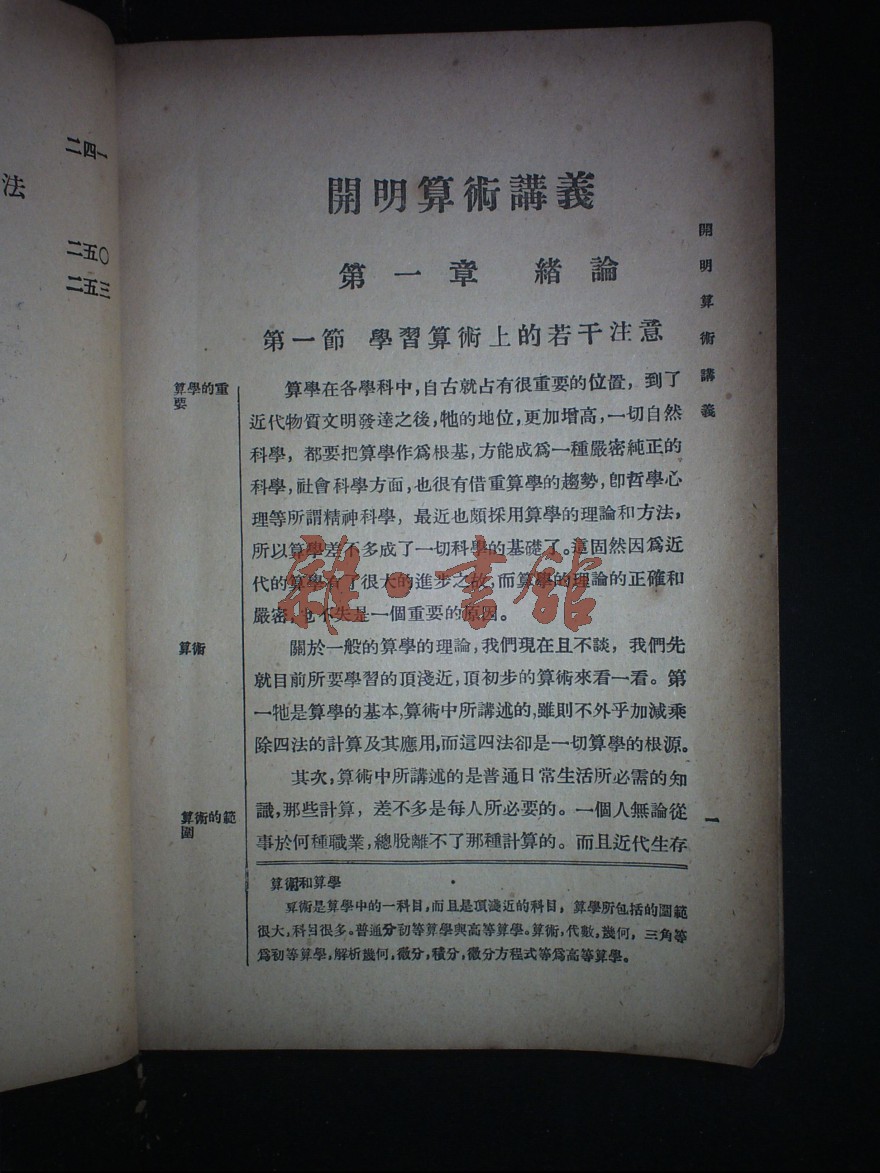 二四一
法
二五〇
二五三
開明算術講義
第一章 緒論
第一節 學習算術上的若干注意
算學的重
要
算學在各學科中，自古就占有很重要的位置，到了
近代物質文明發達之後，牠的地位，更加增高，一切自然
科學，都要把算學作爲根基，方能成爲一種嚴密純正的
科學，社會科學方面，也很有借重算學的趨勢，卽哲學心
理等所謂精神科學，最近也頗採用算學的理論和方法，
所以算學差不多成了一切科學的基礎了。這固然因爲近
代的算學有了很大的進步之故，而算學的理論的正確和
嚴密，也不失是一個重要的原因。
算術
關於一般的算學的理論，我們現在且不談，我們先
就目前所要學習的頂淺近，頂初步的算術來看一看。第
一牠是算學的基本，算術中所講述的，雖則不外乎加減乘
除四法的計算及其應用，而這四法卻是一切算學的根源。
算術的範
圍
其次，算術中所講述的是普通日常生活所必需的知
識，那些計算，差不多是每人所必要的。一個人無論從
事於何種職業，總脫離不了那種計算的。而且近代生存
算術和算學
算術是算學中的一科目，而且是頂淺近的科目，算學所包括的圍範
很大，科目很多。普通分初等算學與高等算學。算術，代數，幾何，三角等
爲初等算學，解析幾何，微分，積分，微分方程式等爲高等算學。
開明算術講義
一
雜·書館